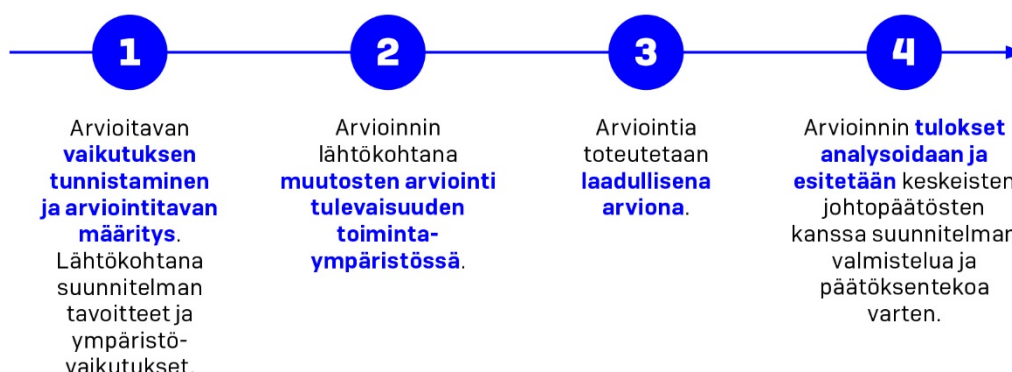 1
Arvioitavan
vaikutuksen
tunnistaminen
ja arviointitavan
määritys.
Lähtökohtana
suunnitelman
tavoitteet ja
ympäristö-
vaikutukset.
2
Arvioinnin
lähtökohtana
muutosten arviointi
tulevaisuuden
toiminta-
ympäristössä.
3
Arviointia
toteutetaan
laadullisena
arviona.
4
Arvioinnin tulokset
analysoidaan ja
esitetään keskeisten
johtopäätösten
kanssa suunnitelman
valmistelua ja
päätöksentekoa
varten.